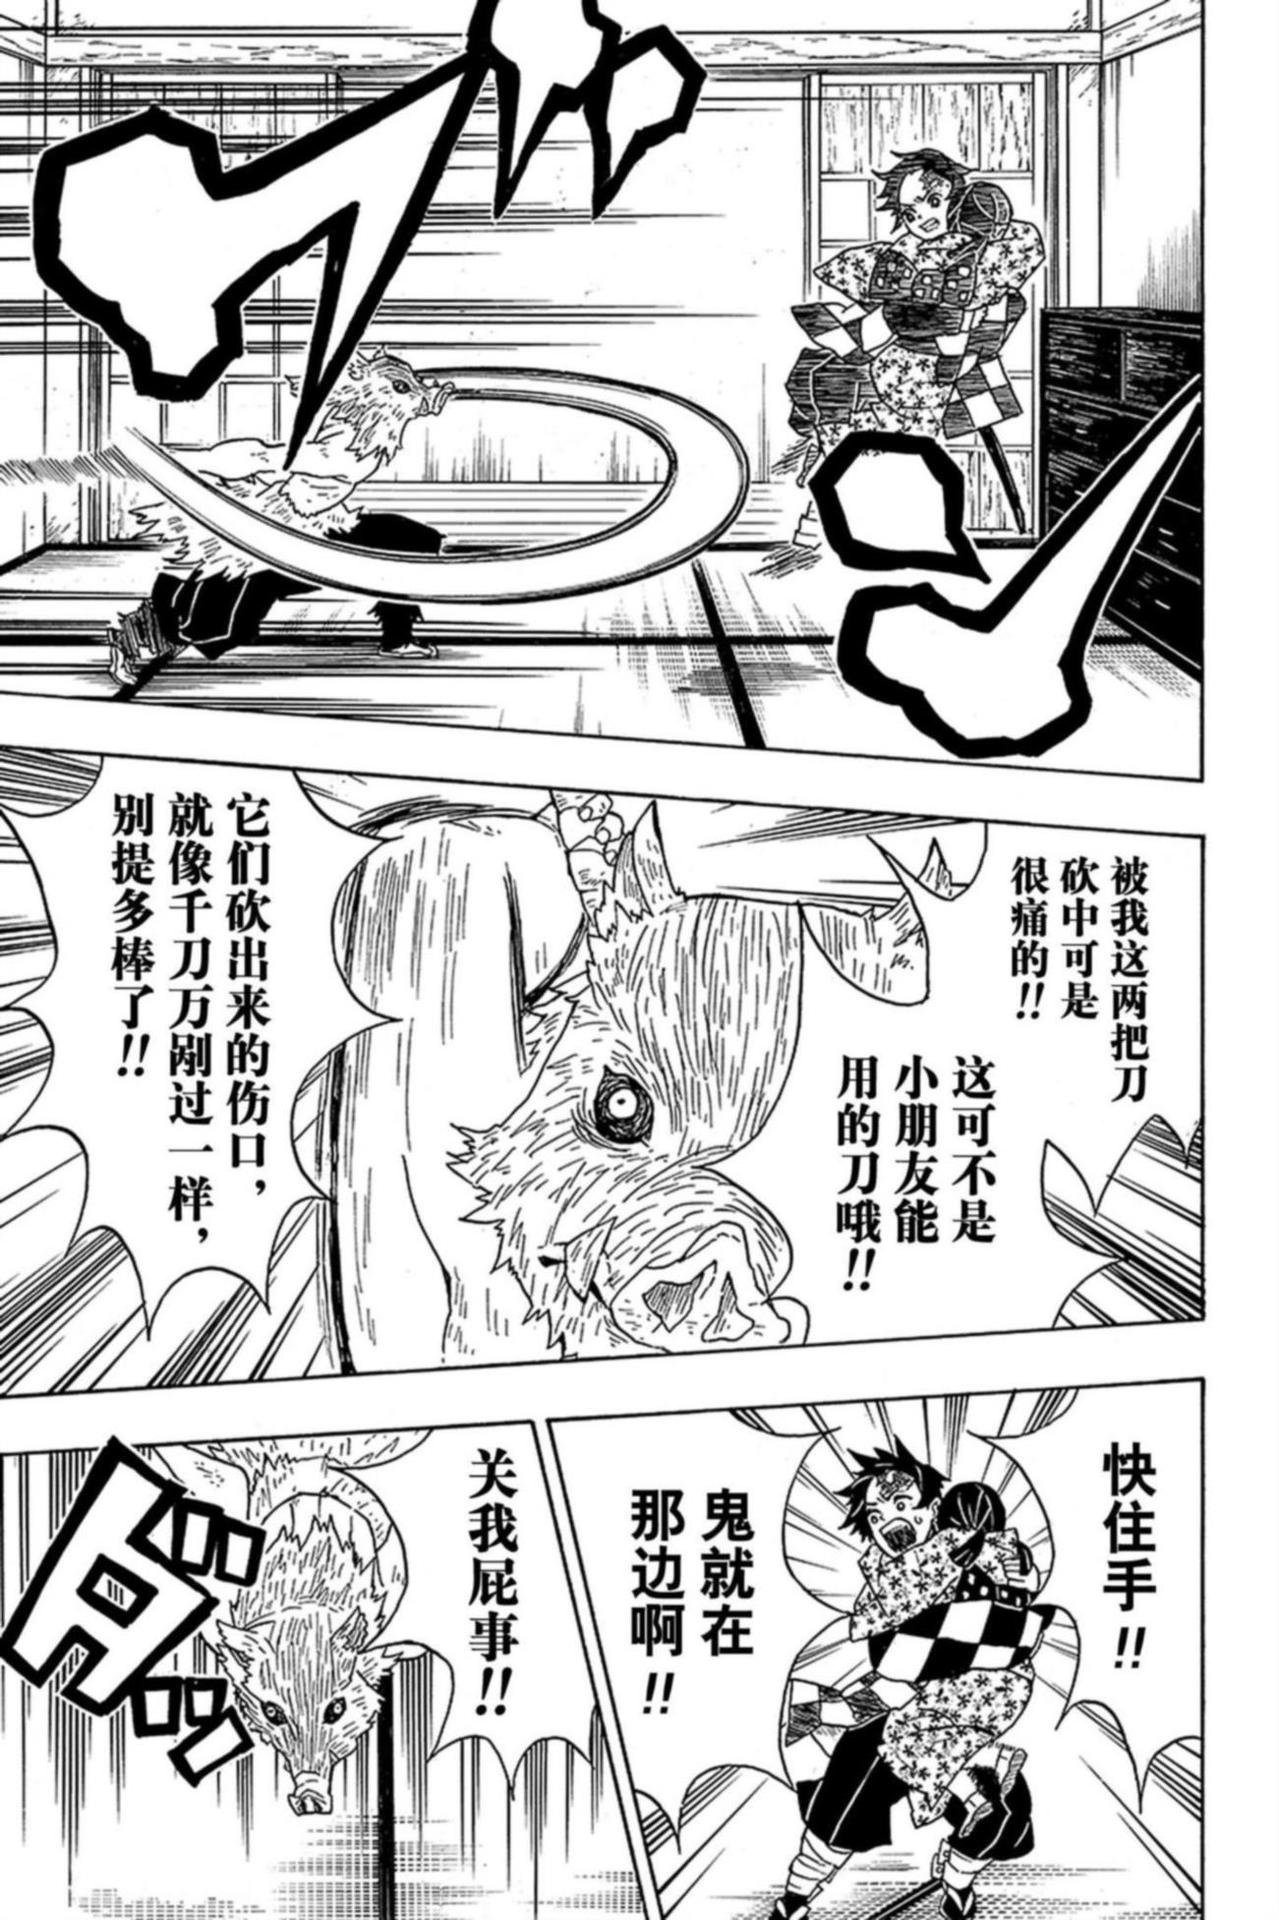 被我这两把刀
砍中可是
很痛的!!
这可不是
小朋友能
用的刀哦!!
它们砍出来的伤口，
就像千刀万剐过一样，
别提多棒了!!
快住手!!
鬼就在
那边啊!!
关我屁事!!